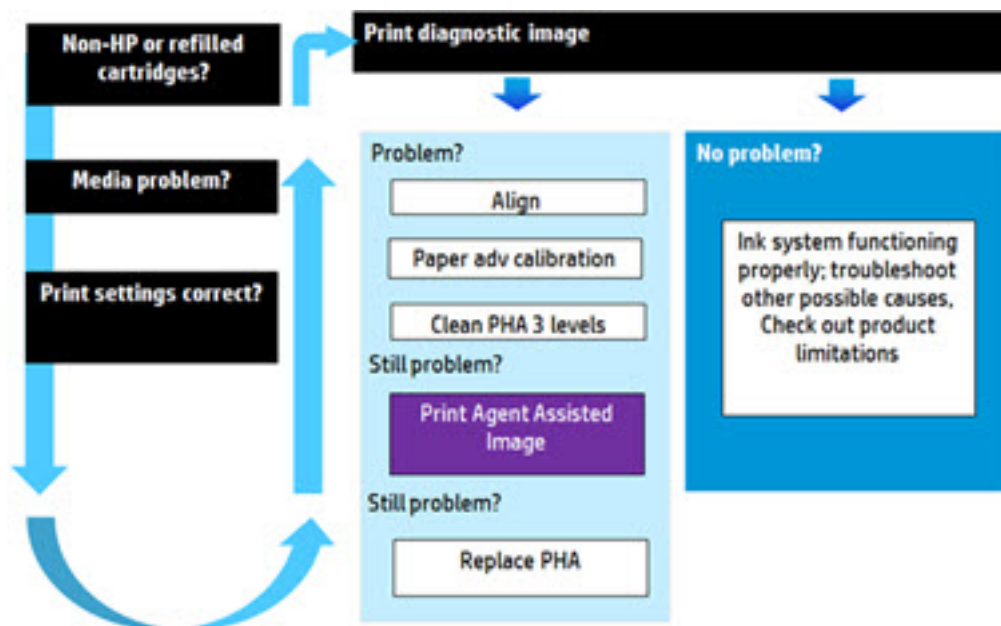 Non-HP or refilled
cartridges?
Media problem?
Print settings correct?
Print diagnostic image
Problem?
Align
Paper adv calibration
Clean PHA 3 levels
Still problem?
Print Agent Assisted
Image
Still problem?
Replace PHA
No problem?
Ink system functioning
properly; troubleshoot
other possible causes,
Check out product
limitations